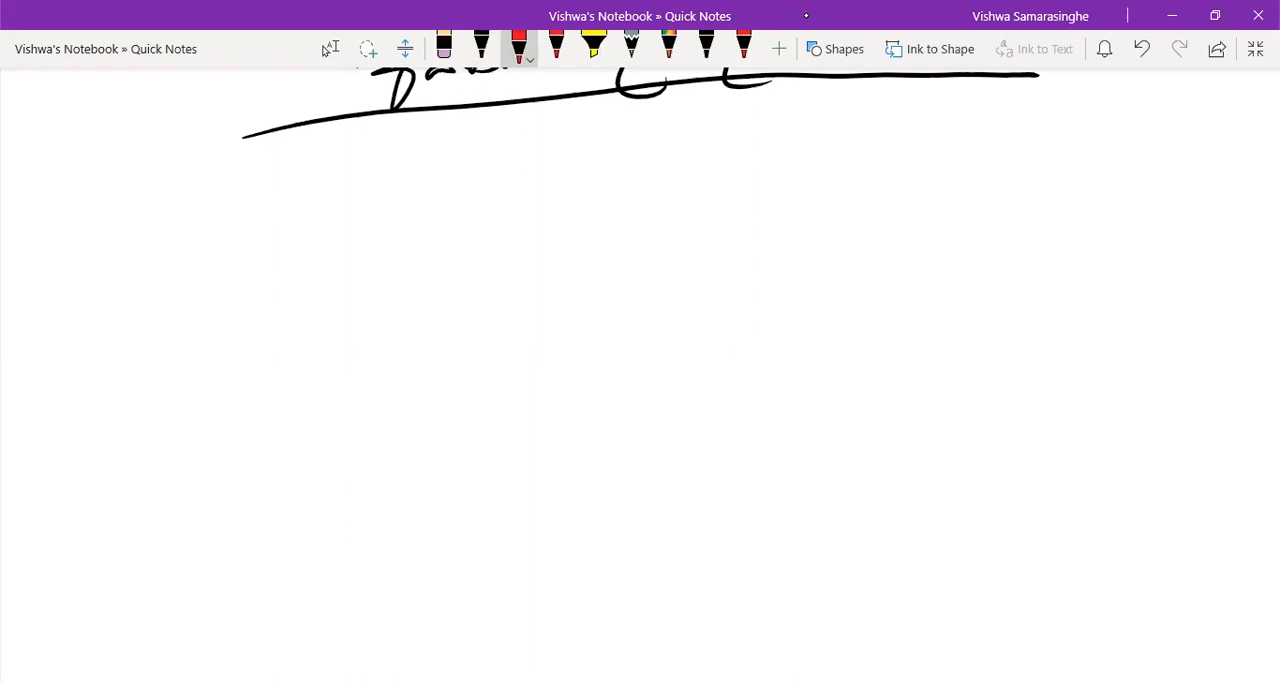 Vishwa's Notebook » Quick Notes
Vishwa Samarasinghe
Vishwa's Notebook » Quick Notes
Shapes
Ink to Shape
Ink to Text